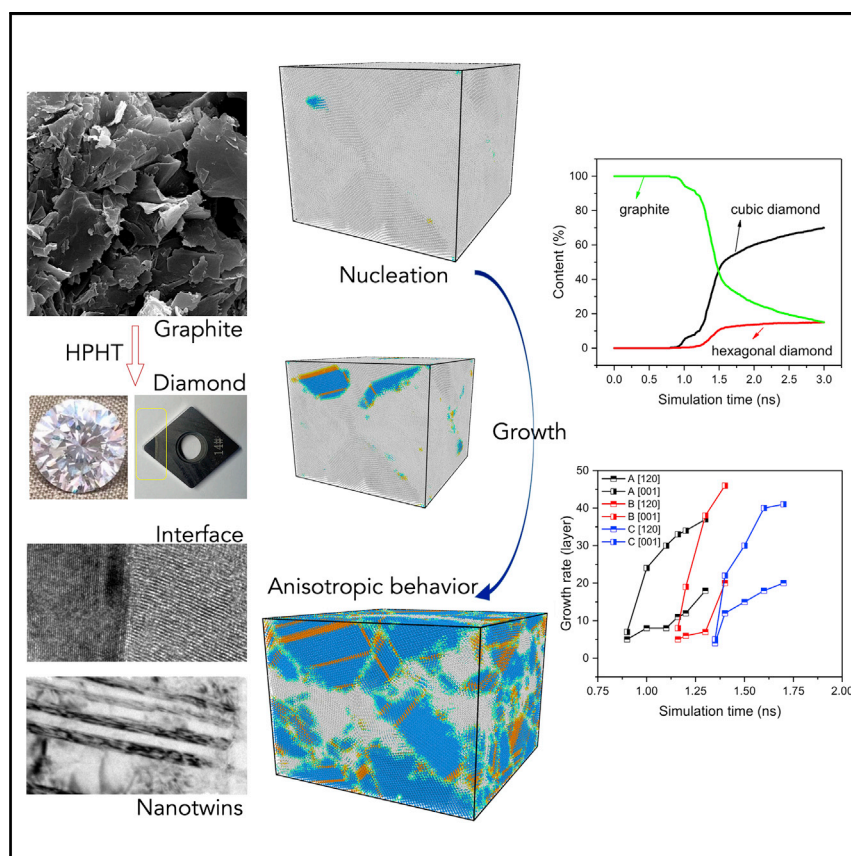 Graphite
HPHT
Diamond
14#
Interface
Nanotwins
Nucleation
Growth
Anisotropic behavior
100
80
60
40
20
0
Content (%)
graphite
cubic diamond
hexagonal diamond
0.0 0.5 1.0 1.5 2.0 2.5 3.0
Simulation time (ns)
50
40
30
20
10
0
Growth rate (layer)
A [120]
A [001]
B [120]
B [001]
C [120]
C [001]
0.75 1.00 1.25 1.50 1.75 2.00
Simulation time (ns)